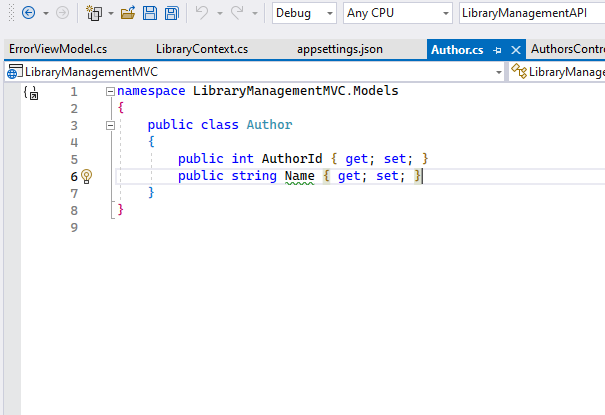 Debug Any CPU LibraryManagementAPI
ErrorViewModel.cs LibraryContext.cs appsettings.json Author.cs AuthorsContr
LibraryManagementMVC LibraryManage
1 namespace LibraryManagementMVC.Models
2 {
3 public class Author
4 {
5 public int AuthorId { get; set; }
6 public string Name { get; set; }
7 }
8 }
9